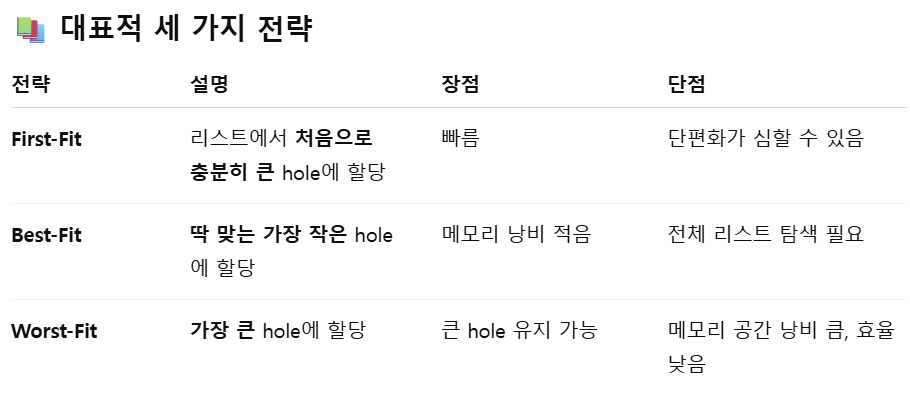 대표적 세 가지 전략
전략 설명 장점 단점
First-Fit 리스트에서 처음으로 빠름 단편화가 심할 수 있음
충분히 큰 hole에 할당
Best-Fit 딱 맞는 가장 작은 hole 메모리 낭비 적음 전체 리스트 탐색 필요
에 할당
Worst-Fit 가장 큰 hole에 할당 큰 hole 유지 가능 메모리 공간 낭비 큼, 효율
낮음